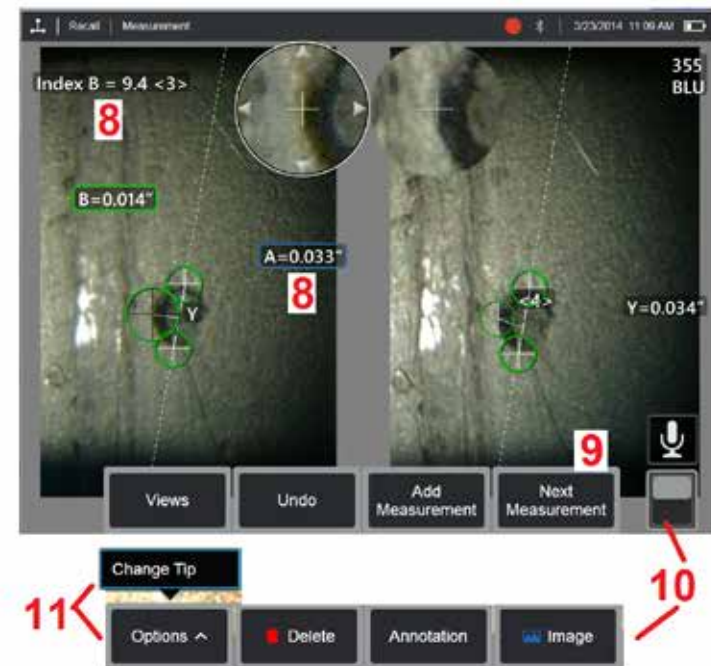 Recall | Measurement
3/23/2014 11:09 AM
Index B = 9.4 <3>
355
BLU
8
B=0.014"
A=0.033"
8
Y
<4>
Y=0.034"
9
Views
Undo
Add
Measurement
Next
Measurement
10
Change Tip
11
Options
Delete
Annotation
Image